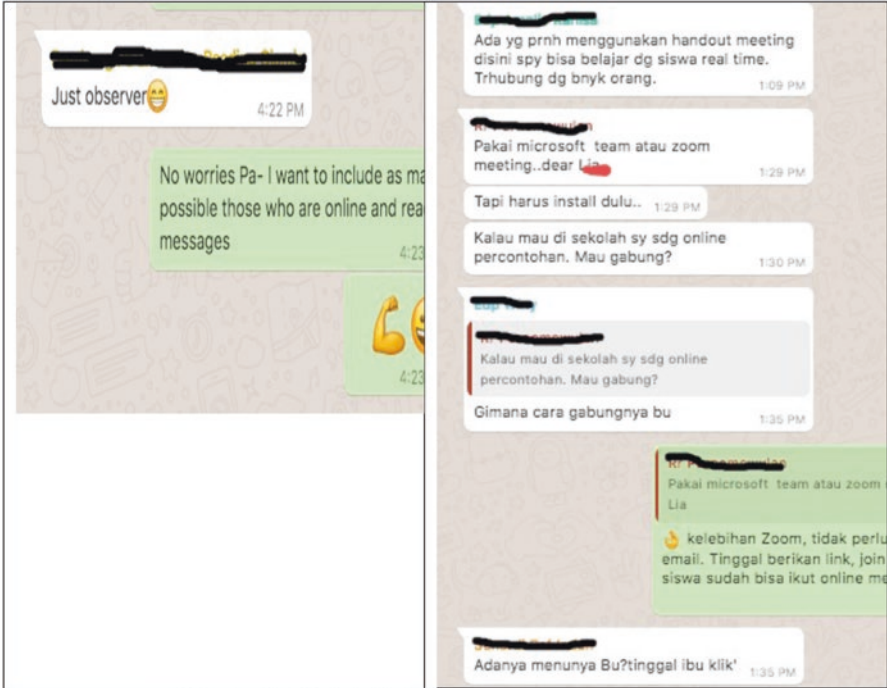 Just observer😁
4:22 PM
No worries Pa- I want to include as ma
possible those who are online and rea
messages
4:23
💪
4:23
Ada yg prnh menggunakan handout meeting
disini spy bisa belajar dg siswa real time.
Trhubung dg bnyk orang.
1:09 PM
Pakai microsoft team atau zoom
meeting..dear
1:29 PM
Tapi harus install dulu..
1:29 PM
Kalau mau di sekolah sy sdg online
percontohan. Mau gabung?
1:30 PM
Kalau mau di sekolah sy sdg online
percontohan. Mau gabung?
Gimana cara gabungnya bu
1:35 PM
Pakai microsoft team atau zoom
Lia
👌 kelebihan Zoom, tidak perlu
email. Tinggal berikan link, join
siswa sudah bisa ikut online me
Adanya menunya Bu?tinggal ibu klik'
1:35 PM